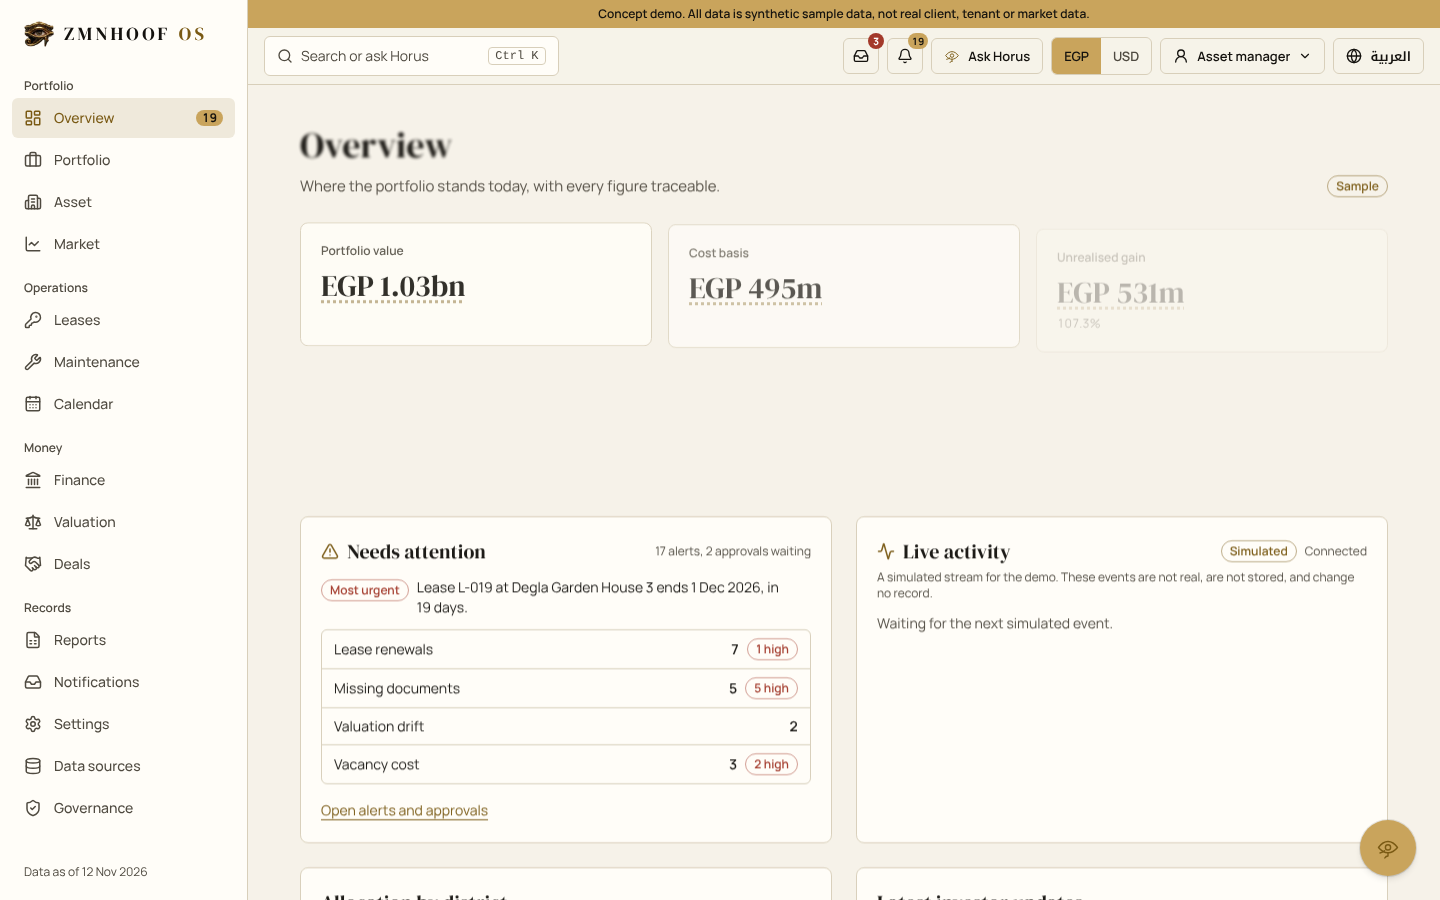 ZMNHOOF OS
Portfolio
Overview 19
Portfolio
Asset
Market
Operations
Leases
Maintenance
Calendar
Money
Finance
Valuation
Deals
Records
Reports
Notifications
Settings
Data sources
Governance
Data as of 12 Nov 2026
Concept demo. All data is synthetic sample data, not real client, tenant or market data.
Search or ask Horus Ctrl K
3
19
Ask Horus
EGP USD
Asset manager
العربية
Overview
Where the portfolio stands today, with every figure traceable.
Sample
Portfolio value
EGP 1.03bn
Cost basis
EGP 495m
Unrealised gain
EGP 531m
107.3%
Needs attention
17 alerts, 2 approvals waiting
Most urgent
Lease L-019 at Degla Garden House 3 ends 1 Dec 2026, in
19 days.
Lease renewals 7 1 high
Missing documents 5 5 high
Valuation drift 2
Vacancy cost 3 2 high
Open alerts and approvals
Live activity
Simulated Connected
A simulated stream for the demo. These events are not real, are not stored, and change
no record.
Waiting for the next simulated event.
Allocation by district
Latest investor updates